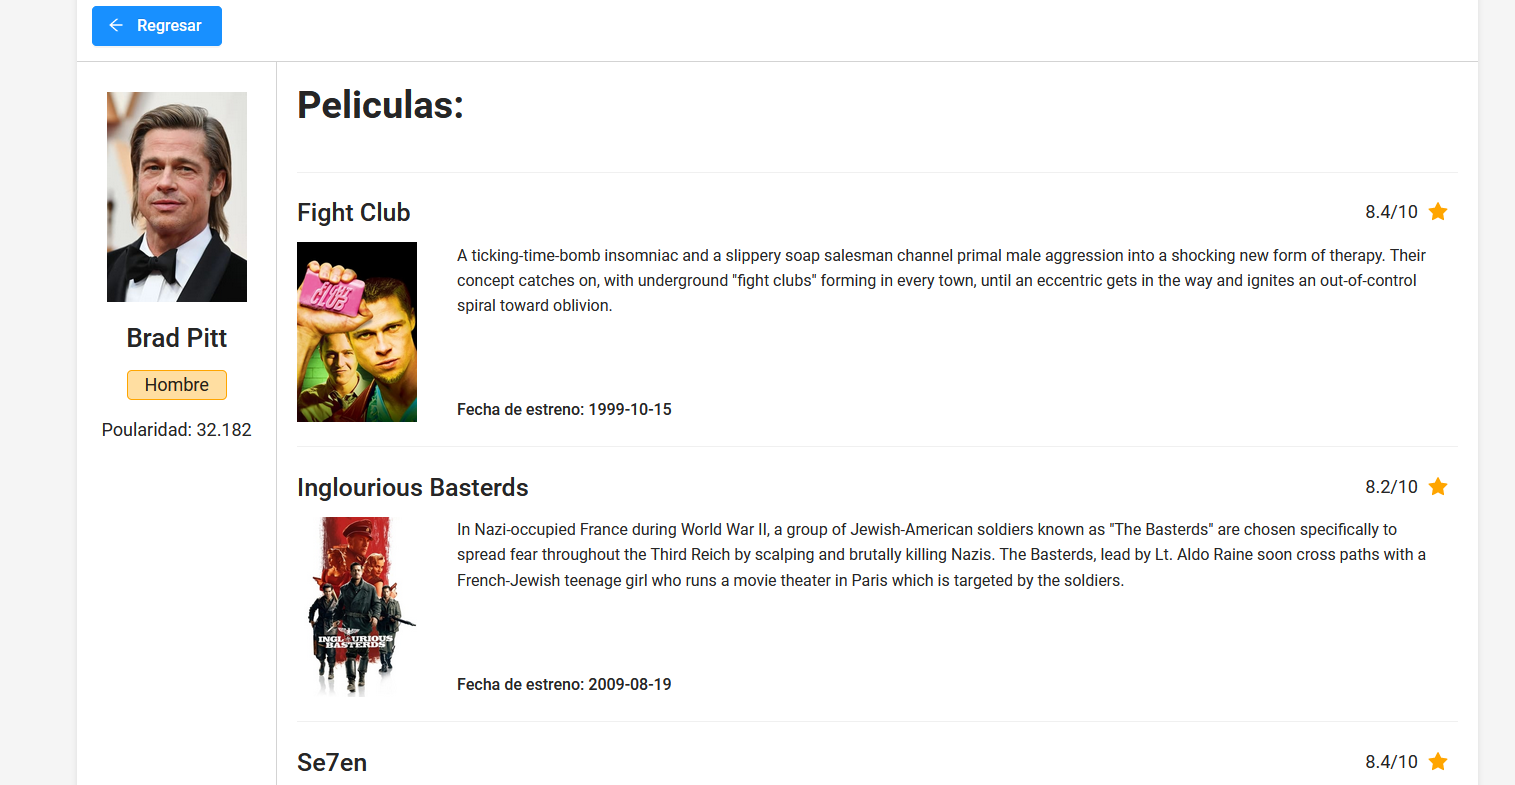 Regresar
Peliculas:
Brad Pitt
Hombre
Poularidad: 32.182
Fight Club
8.4/10
FIGHT
CLUB
A ticking-time-bomb insomniac and a slippery soap salesman channel primal male aggression into a shocking new form of therapy. Their
concept catches on, with underground "fight clubs" forming in every town, until an eccentric gets in the way and ignites an out-of-control
spiral toward oblivion.
Fecha de estreno: 1999-10-15
Inglourious Basterds
8.2/10
INGLOURIOUS
BASTERDS
In Nazi-occupied France during World War II, a group of Jewish-American soldiers known as "The Basterds" are chosen specifically to
spread fear throughout the Third Reich by scalping and brutally killing Nazis. The Basterds, lead by Lt. Aldo Raine soon cross paths with a
French-Jewish teenage girl who runs a movie theater in Paris which is targeted by the soldiers.
Fecha de estreno: 2009-08-19
Se7en
8.4/10